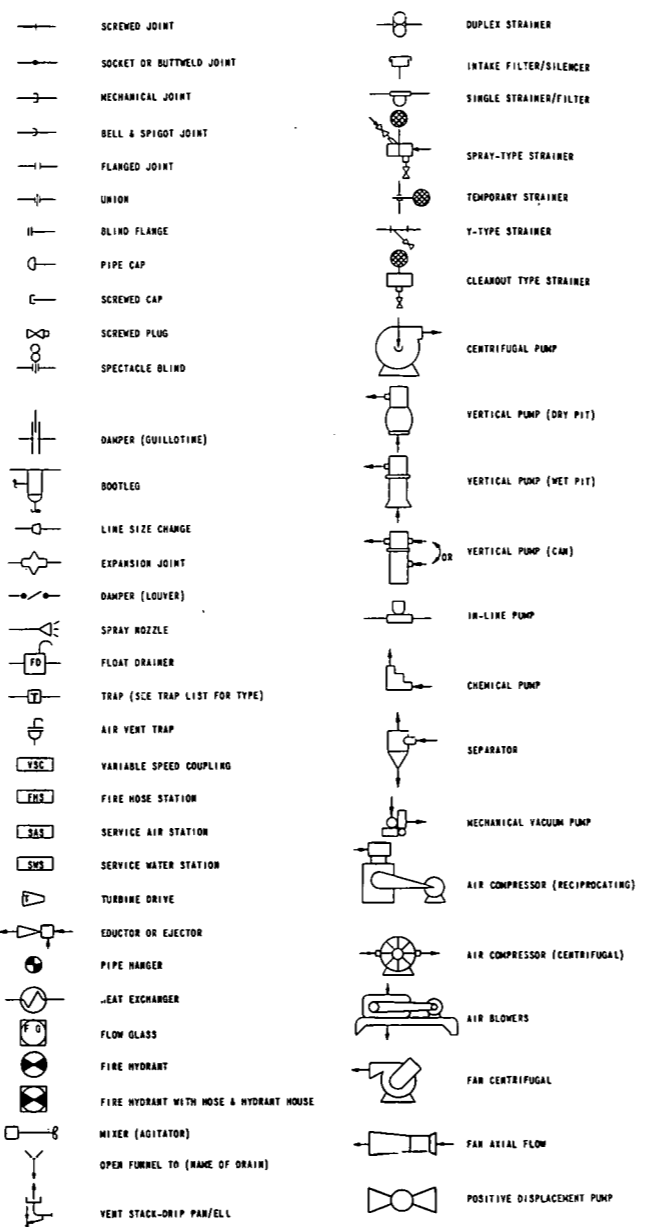 SCREWED JOINT
SOCKET OR BUTTWELD JOINT
MECHANICAL JOINT
BELL & SPIGOT JOINT
FLANGED JOINT
UNION
BLIND FLANGE
PIPE CAP
SCREWED CAP
SCREWED PLUG
SPECTACLE BLIND
DAMPER (GUILLOTINE)
BOOTLEG
LINE SIZE CHANGE
EXPANSION JOINT
DAMPER (LOUVER)
SPRAY NOZZLE
FD FLOAT DRAINER
T TRAP (SEE TRAP LIST FOR TYPE)
AIR VENT TRAP
VSC VARIABLE SPEED COUPLING
FHS FIRE HOSE STATION
SAS SERVICE AIR STATION
SWS SERVICE WATER STATION
T TURBINE DRIVE
EDUCTOR OR EJECTOR
PIPE HANGER
HEAT EXCHANGER
F G FLOW GLASS
FIRE HYDRANT
FIRE HYDRANT WITH HOSE & HYDRANT HOUSE
MIXER (AGITATOR)
OPEN FUNNEL TO (NAME OF DRAIN)
VENT STACK-DRIP PAN/ELL
DUPLEX STRAINER
INTAKE FILTER/SILENCER
SINGLE STRAINER/FILTER
SPRAY-TYPE STRAINER
TEMPORARY STRAINER
Y-TYPE STRAINER
CLEANOUT TYPE STRAINER
CENTRIFUGAL PUMP
VERTICAL PUMP (DRY PIT)
VERTICAL PUMP (WET PIT)
OR VERTICAL PUMP (CAN)
IN-LINE PUMP
CHEMICAL PUMP
SEPARATOR
MECHANICAL VACUUM PUMP
AIR COMPRESSOR (RECIPROCATING)
AIR COMPRESSOR (CENTRIFUGAL)
AIR BLOWERS
FAN CENTRIFUGAL
FAN AXIAL FLOW
POSITIVE DISPLACEMENT PUMP